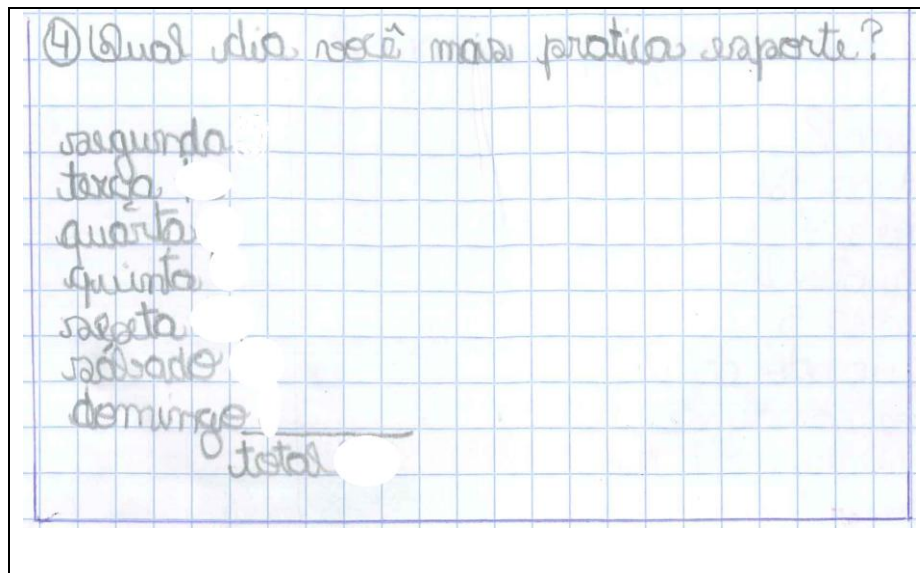 ④ Qual dia você mais pratica esporte?
segunda
terça
quarta
quinta
sexta
sábado
domingo
total